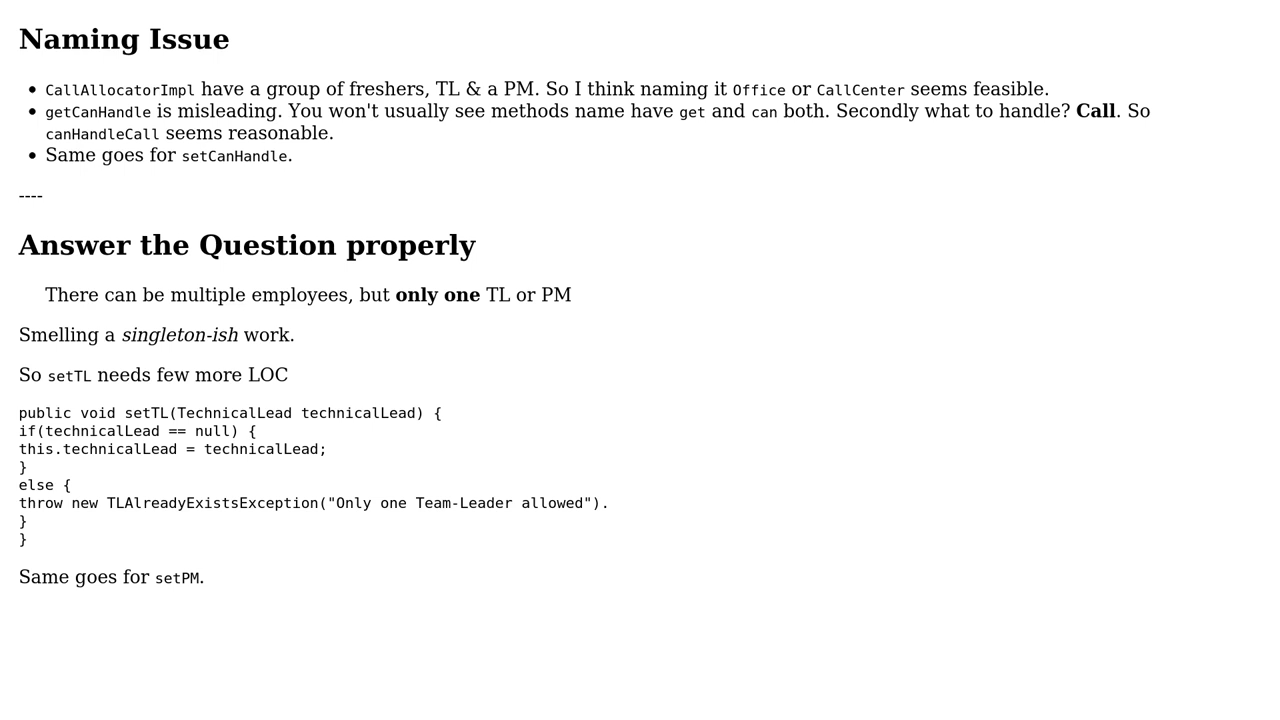 Naming Issue
• CallAllocatorImpl have a group of freshers, TL & a PM. So I think naming it Office or CallCenter seems feasible.
• getCanHandle is misleading. You won't usually see methods name have get and can both. Secondly what to handle? Call. So
canHandleCall seems reasonable.
• Same goes for setCanHandle.
----
Answer the Question properly
There can be multiple employees, but only one TL or PM
Smelling a singleton-ish work.
So setTL needs few more LOC
public void setTL(TechnicalLead technicalLead) {
if(technicalLead == null) {
this.technicalLead = technicalLead;
}
else {
throw new TLAlreadyExistsException("Only one Team-Leader allowed").
}
}
Same goes for setPM.